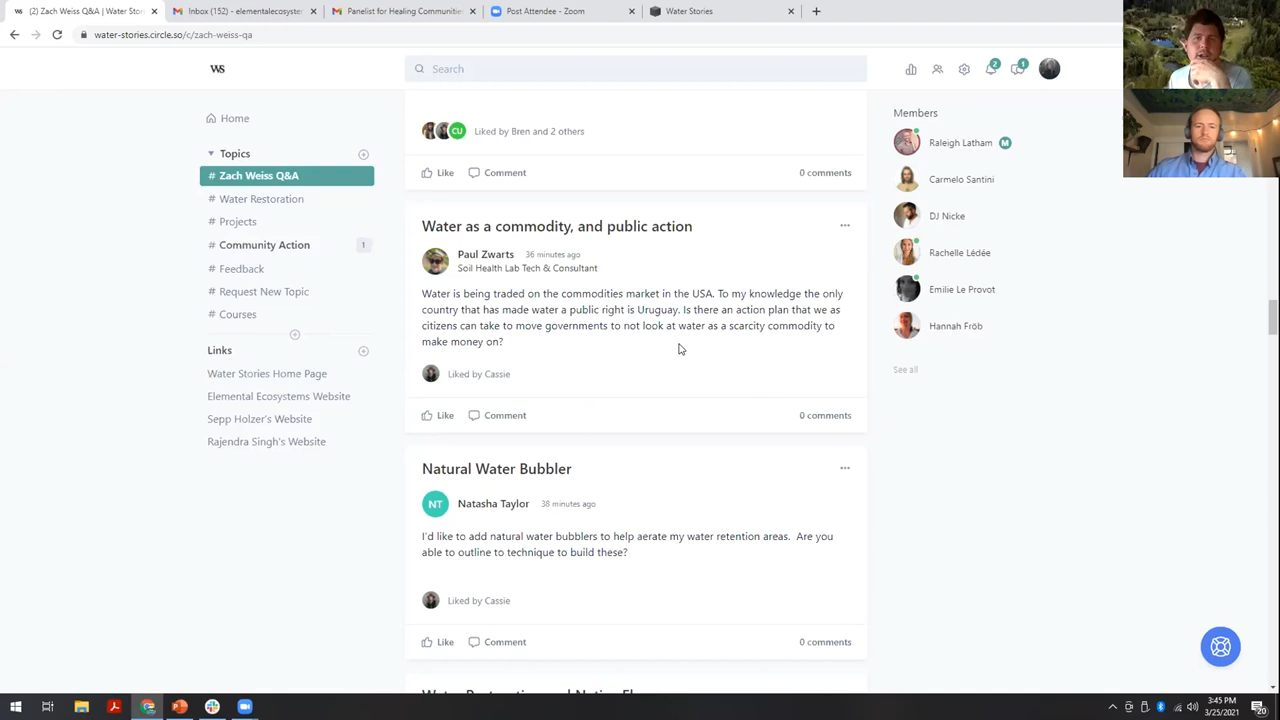 (2) Zach Weiss Q&A | Water Stor
Inbox (152) - elementalecosystem
Panelist for Healing Communities
Post Attendee - Zoom
Water Stories
water-stories.circle.so/c/zach-weiss-qa
WS
Search
2
1
Home
Topics
# Zach Weiss Q&A
# Water Restoration
# Projects
# Community Action 1
# Feedback
# Request New Topic
# Courses
Links
Water Stories Home Page
Elemental Ecosystems Website
Sepp Holzer's Website
Rajendra Singh's Website
CU
Liked by Bren and 2 others
Like Comment 0 comments
Water as a commodity, and public action
Paul Zwarts 36 minutes ago
Soil Health Lab Tech & Consultant
Water is being traded on the commodities market in the USA. To my knowledge the only
country that has made water a public right is Uruguay. Is there an action plan that we as
citizens can take to move governments to not look at water as a scarcity commodity to
make money on?
Liked by Cassie
Like Comment 0 comments
Natural Water Bubbler
NT
Natasha Taylor 38 minutes ago
I'd like to add natural water bubblers to help aerate my water retention areas. Are you
able to outline to technique to build these?
Liked by Cassie
Like Comment 0 comments
Members
Raleigh Latham M
Carmelo Santini
DJ Nicke
Rachelle Lédée
Emilie Le Provot
Hannah Fröb
See all
3:45 PM
3/25/2021
20